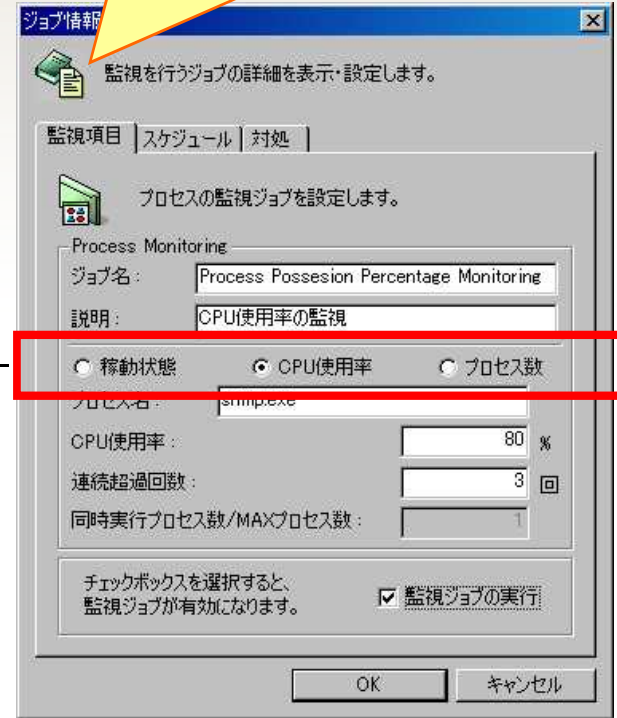 ジョブ情報
監視を行うジョブの詳細を表示・設定します。
監視項目 スケジュール 対処
プロセスの監視ジョブを設定します。
Process Monitoring
ジョブ名： Process Possesion Percentage Monitoring
説明： CPU使用率の監視
稼動状態 CPU使用率 プロセス数
プロセス名： snmp.exe
CPU使用率： 80 %
連続超過回数： 3 回
同時実行プロセス数/MAXプロセス数： 1
チェックボックスを選択すると、
監視ジョブが有効になります。
監視ジョブの実行
OK キャンセル